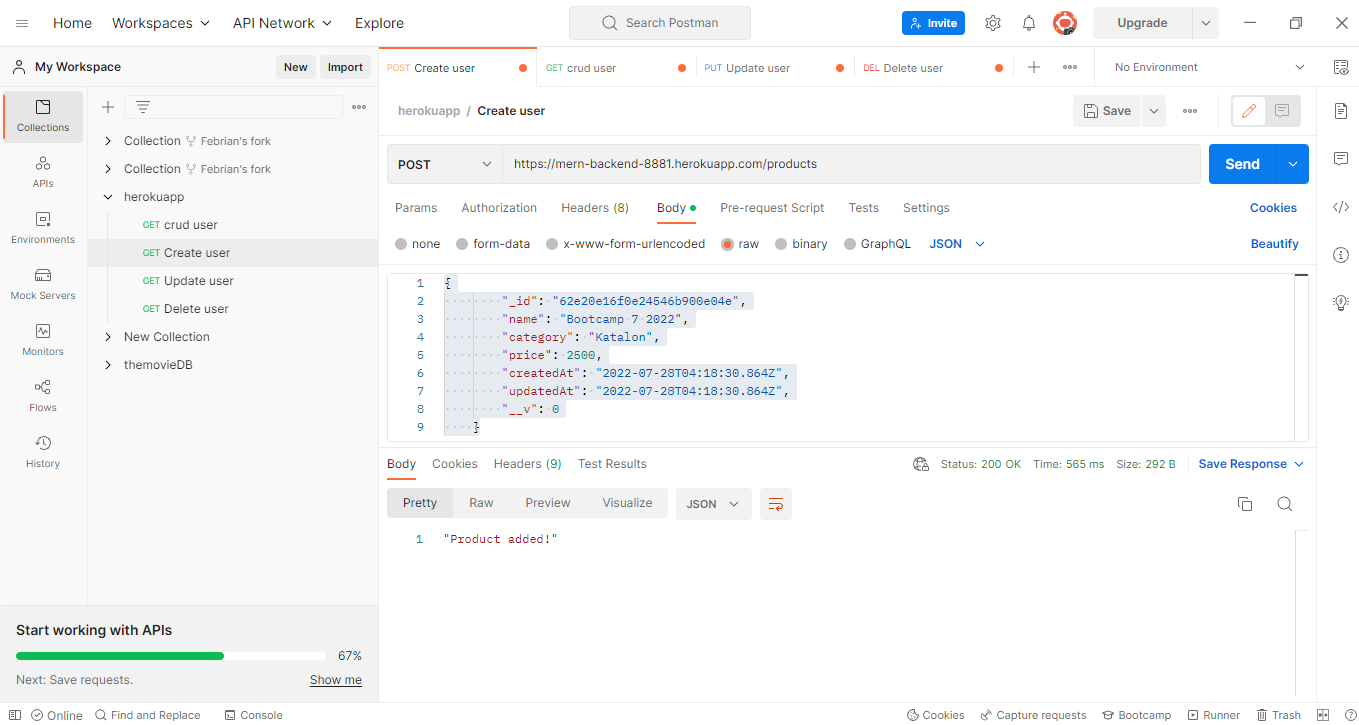 Home Workspaces API Network Explore Search Postman Invite Upgrade
My Workspace New Import
POST Create user GET crud user PUT Update user DEL Delete user No Environment
Collections
APIs
Environments
Mock Servers
Monitors
Flows
History
Collection Febrian's fork
Collection Febrian's fork
herokuapp
GET crud user
GET Create user
GET Update user
GET Delete user
New Collection
themovieDB
Start working with APIs
67%
Next: Save requests. Show me
herokuapp / Create user Save
POST https://mern-backend-8881.herokuapp.com/products Send
Params Authorization Headers (8) Body Pre-request Script Tests Settings Cookies
none form-data x-www-form-urlencoded raw binary GraphQL JSON Beautify
1 {
2 "_id": "62e20e16f0e24546b900e04e",
3 "name": "Bootcamp 7 2022",
4 "category": "Katalon",
5 "price": 2500,
6 "createdAt": "2022-07-28T04:18:30.864Z",
7 "updatedAt": "2022-07-28T04:18:30.864Z",
8 "__v": 0
9 }
Body Cookies Headers (9) Test Results Status: 200 OK Time: 565 ms Size: 292 B Save Response
Pretty Raw Preview Visualize JSON
1 "Product added!"
Online Find and Replace Console Cookies Capture requests Bootcamp Runner Trash